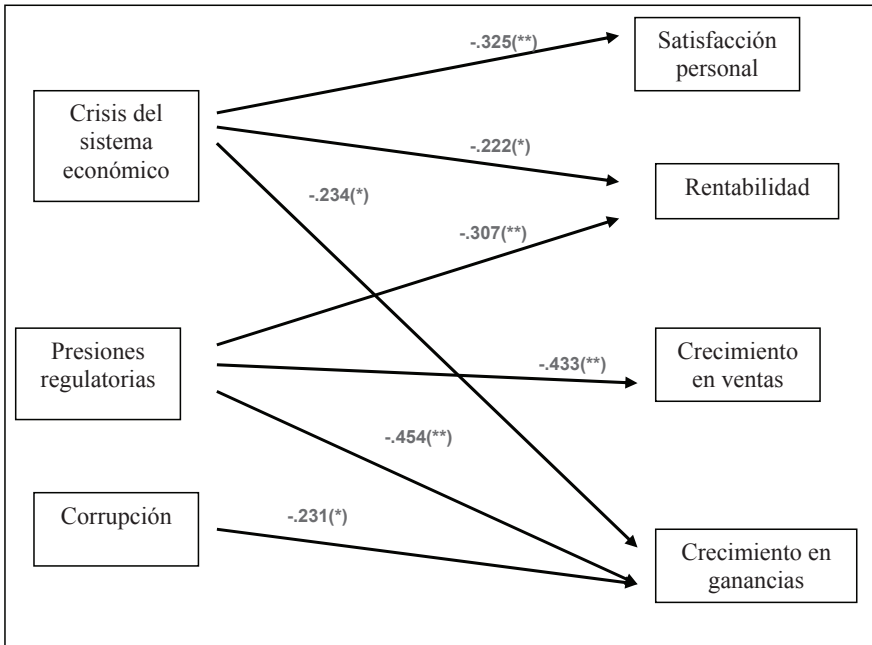 -.325(**)
Satisfacción
personal
Crisis del
sistema
económico
-.222(*)
-.234(*)
Rentabilidad
-.307(**)
Presiones
regulatorias
-.433(**)
Crecimiento
en ventas
-.454(**)
Corrupción
-.231(*)
Crecimiento en
ganancias